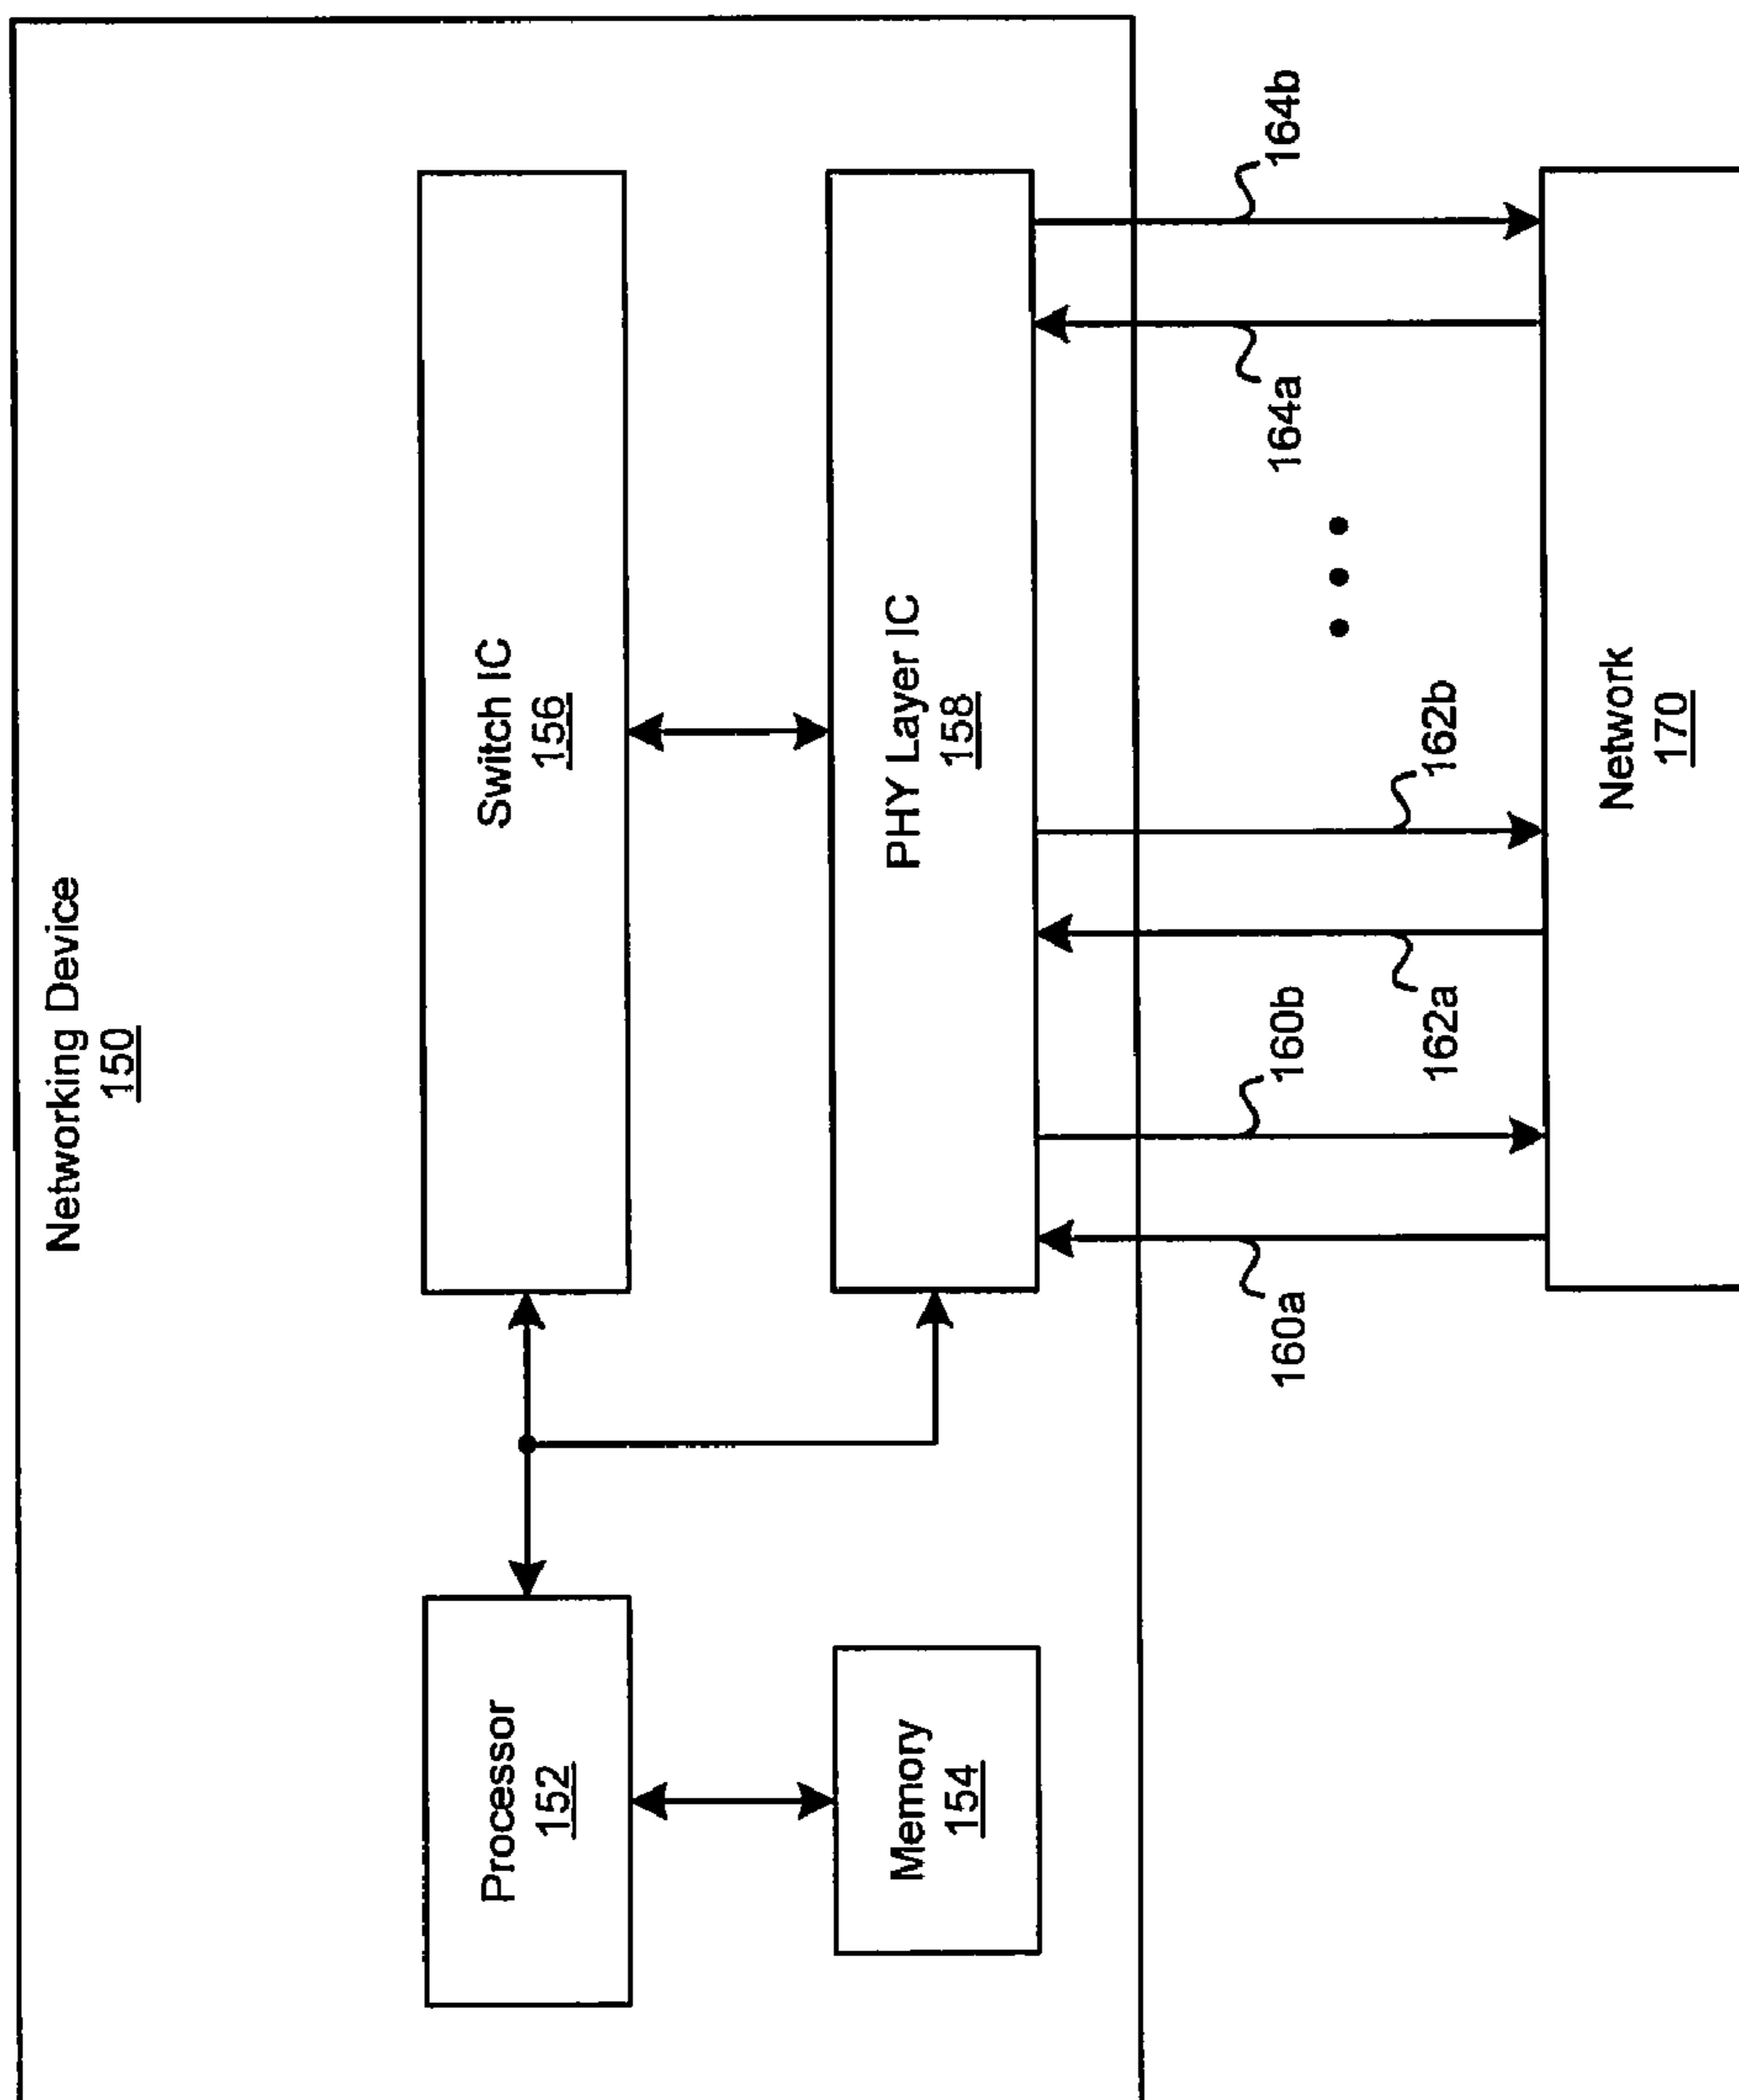 Networking Device
150
Processor
152
Switch IC
156
Memory
154
PHY Layer IC
158
160a
160b
162a
162b
164a
164b
Network
170